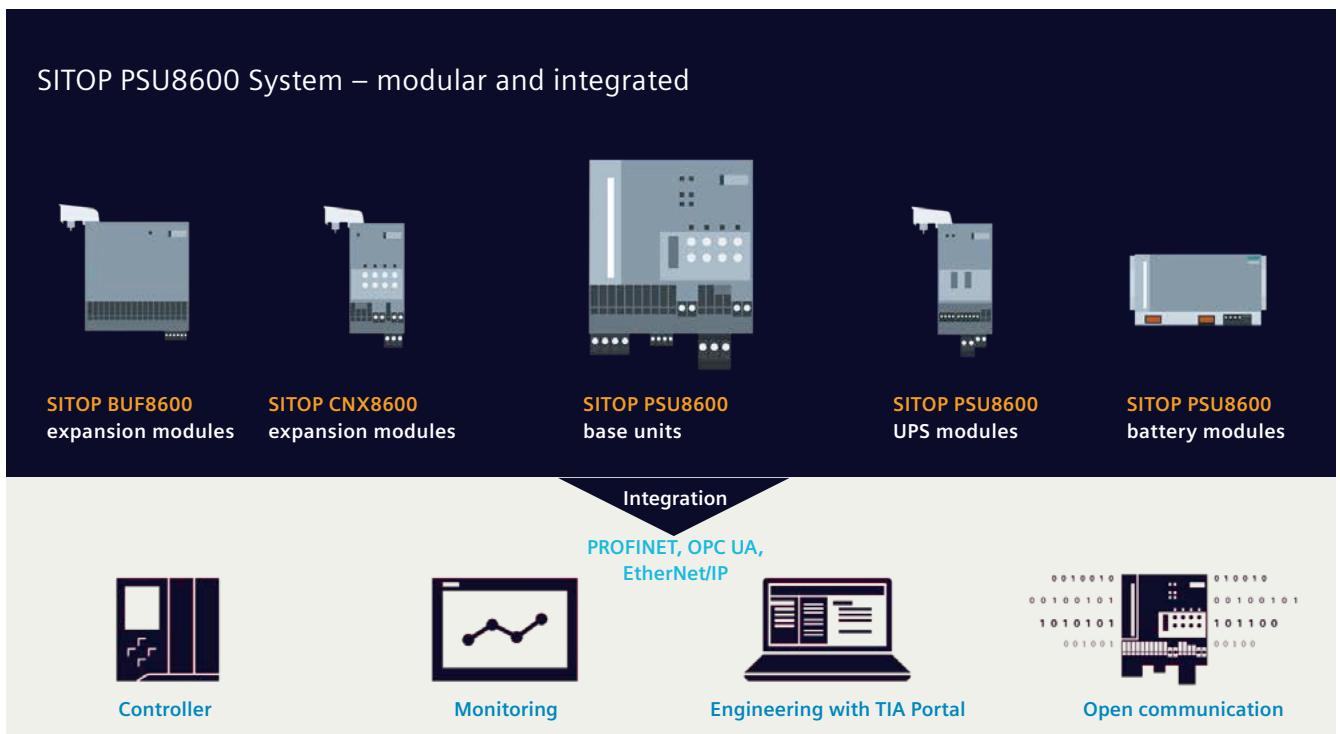 SITOP PSU8600 System – modular and integrated
SITOP BUF8600
expansion modules
SITOP CNX8600
expansion modules
SITOP PSU8600
base units
SITOP PSU8600
UPS modules
SITOP PSU8600
battery modules
Integration
PROFINET, OPC UA,
EtherNet/IP
0010010
010010
00100101
00100101
1010101
101100
001001
00100
Controller
Monitoring
Engineering with TIA Portal
Open communication